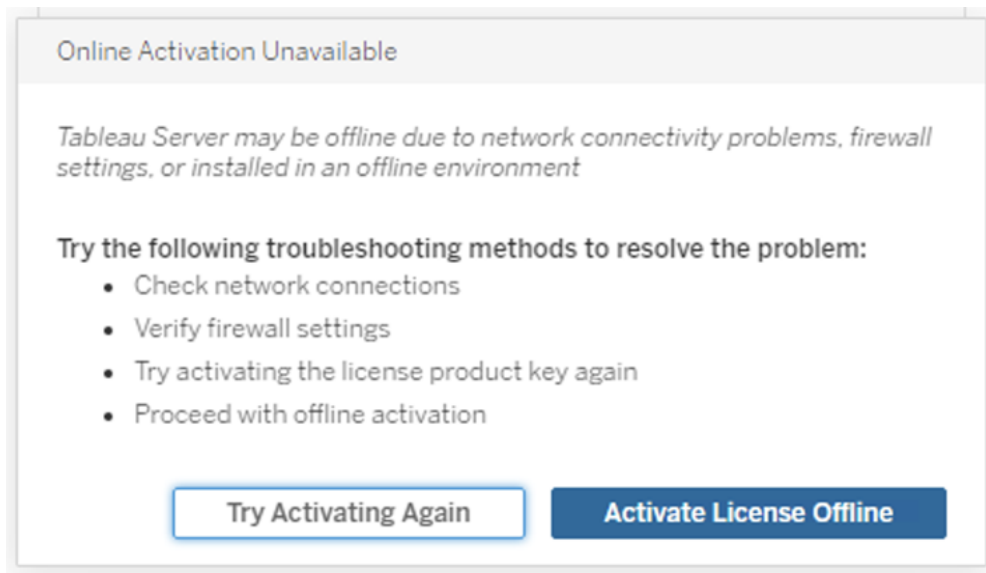 Online Activation Unavailable
Tableau Server may be offline due to network connectivity problems, firewall
settings, or installed in an offline environment
Try the following troubleshooting methods to resolve the problem:
• Check network connections
• Verify firewall settings
• Try activating the license product key again
• Proceed with offline activation
Try Activating Again
Activate License Offline